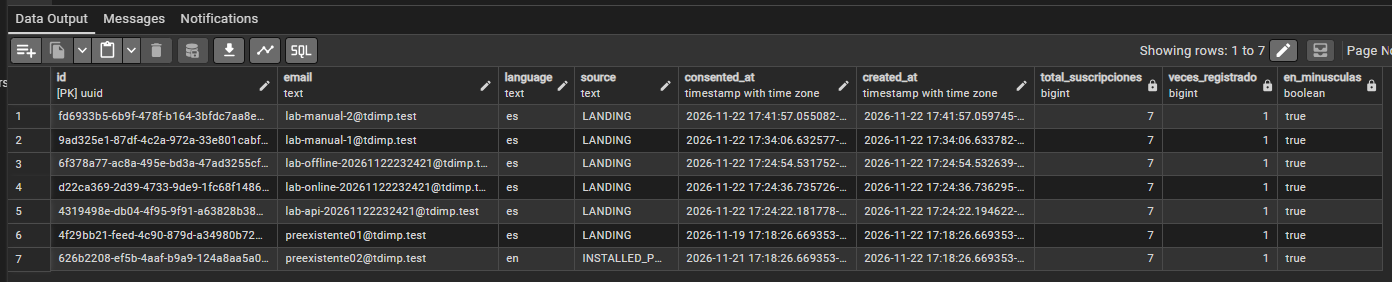 Data Output Messages Notifications
SQL Showing rows: 1 to 7 Page No
rs
id email language source consented_at created_at total_suscripciones veces_registrado en_minusculas
[PK] uuid text text text timestamp with time zone timestamp with time zone bigint bigint boolean
1 fd6933b5-6b9f-478f-b164-3bfdc7aa8e... lab-manual-2@tdimp.test es LANDING 2026-11-22 17:41:57.055082-... 2026-11-22 17:41:57.059745-... 7 1 true
2 9ad325e1-87df-4c2a-972a-33e801cabf... lab-manual-1@tdimp.test es LANDING 2026-11-22 17:34:06.632577-... 2026-11-22 17:34:06.633782-... 7 1 true
3 6f378a77-ac8a-495e-bd3a-47ad3255cf... lab-offline-20261122232421@tdimp.t... es LANDING 2026-11-22 17:24:54.531752-... 2026-11-22 17:24:54.532639-... 7 1 true
4 d22ca369-2d39-4733-9de9-1fc68f1486... lab-online-20261122232421@tdimp.te... es LANDING 2026-11-22 17:24:36.735726-... 2026-11-22 17:24:36.736295-... 7 1 true
5 4319498e-db04-4f95-9f91-a63828b38... lab-api-20261122232421@tdimp.test es LANDING 2026-11-22 17:24:22.181778-... 2026-11-22 17:24:22.194622-... 7 1 true
6 4f29bb21-feed-4c90-879d-a34980b72... preexistente01@tdimp.test es LANDING 2026-11-19 17:18:26.669353-... 2026-11-22 17:18:26.669353-... 7 1 true
7 626b2208-ef5b-4aaf-b9a9-124a8aa5a0... preexistente02@tdimp.test en INSTALLED_P... 2026-11-21 17:18:26.669353-... 2026-11-22 17:18:26.669353-... 7 1 true